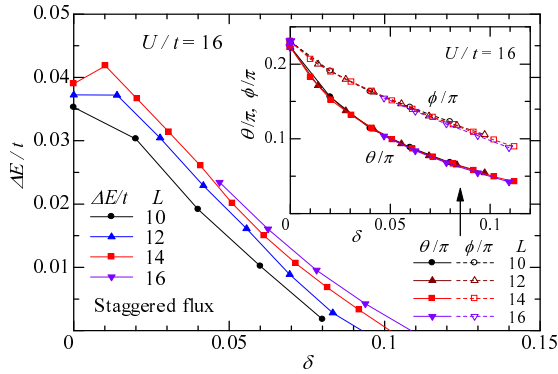 0.05
0.04
0.03
0.02
0.01
0
ΔE / t
U / t = 16
ΔE/t L
10
12
14
16
Staggered flux
0 0.05 0.1 0.15
δ
U / t = 16
0.2
0.1
θ/π, ϕ/π
ϕ/π
θ/π
0 0.05 0.1
δ
θ/π ϕ/π L
10
12
14
16